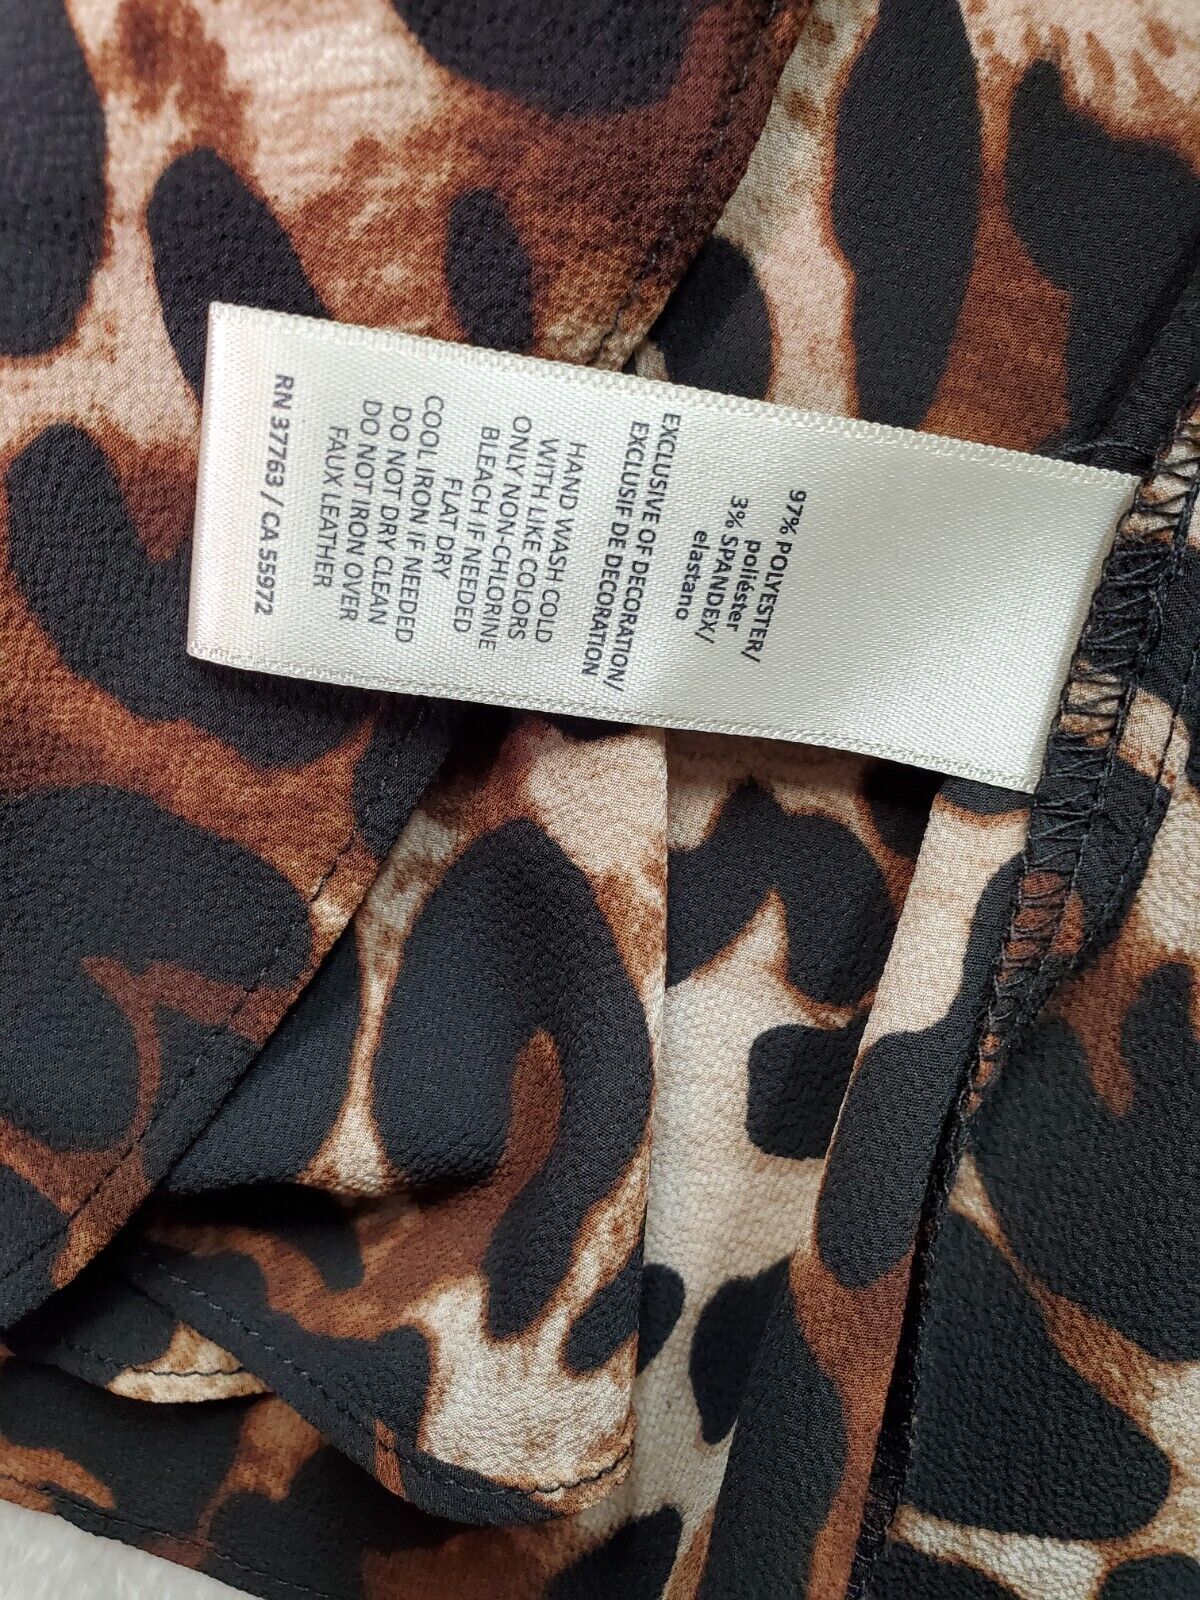 97% POLYESTER/
poliéster
3% SPANDEX/
elastano
EXCLUSIVE OF DECORATION/
EXCLUSIF DE DECORATION
HAND WASH COLD
WITH LIKE COLORS
ONLY NON-CHLORINE
BLEACH IF NEEDED
FLAT DRY
COOL IRON IF NEEDED
DO NOT DRY CLEAN
DO NOT IRON OVER
FAUX LEATHER
RN 37763 / CA 55972